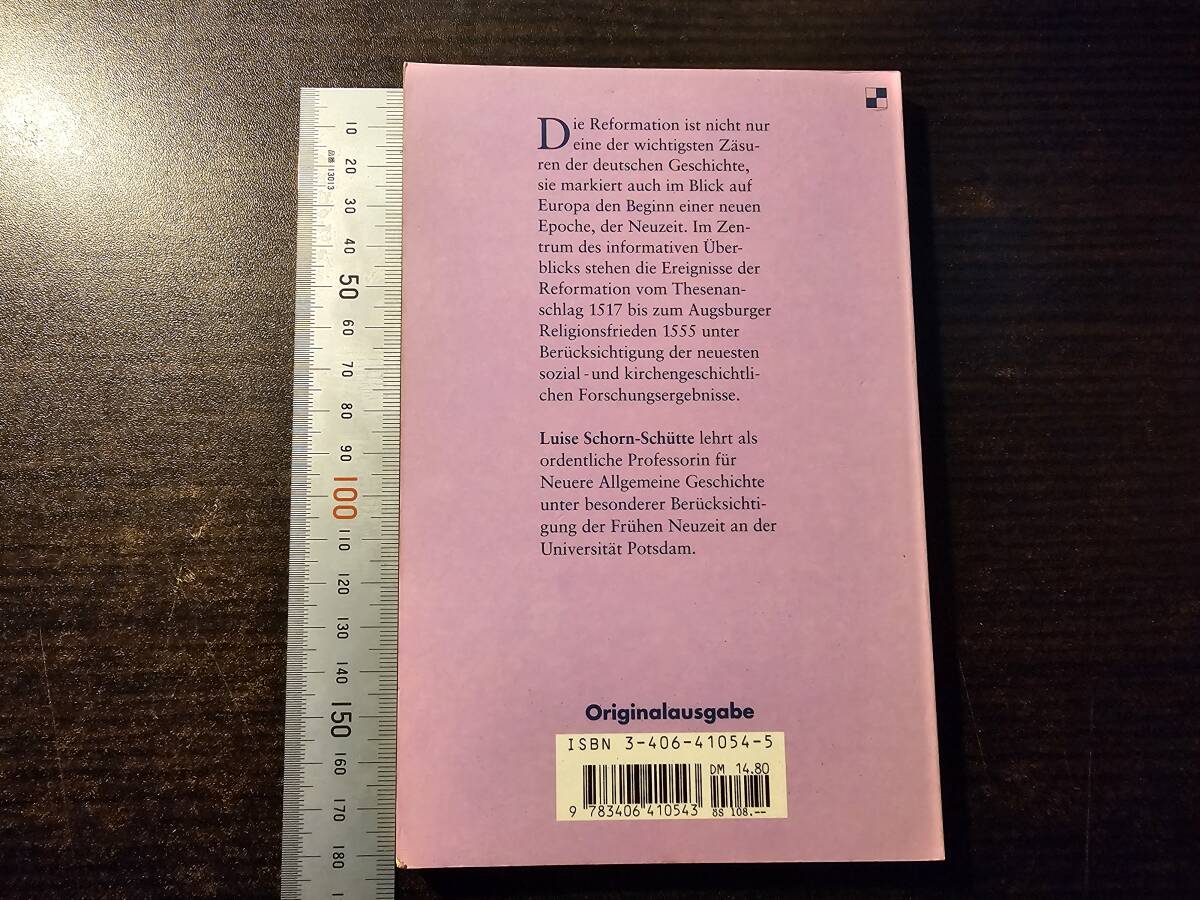 10
品番 13013
20
30
40
50
60
70
80
90
100
110
120
130
140
150
160
170
180
Die Reformation ist nicht nur
eine der wichtigsten Zäsu-
ren der deutschen Geschichte,
sie markiert auch im Blick auf
Europa den Beginn einer neuen
Epoche, der Neuzeit. Im Zen-
trum des informativen Über-
blicks stehen die Ereignisse der
Reformation vom Thesenan-
schlag 1517 bis zum Augsburger
Religionsfrieden 1555 unter
Berücksichtigung der neuesten
sozial - und kirchengeschichtli-
chen Forschungsergebnisse.
Luise Schorn-Schütte lehrt als
ordentliche Professorin für
Neuere Allgemeine Geschichte
unter besonderer Berücksichti-
gung der Frühen Neuzeit an der
Universität Potsdam.
Originalausgabe
ISBN 3-406-41054-5
DM 14.80
9 783406 410543
öS 108.--